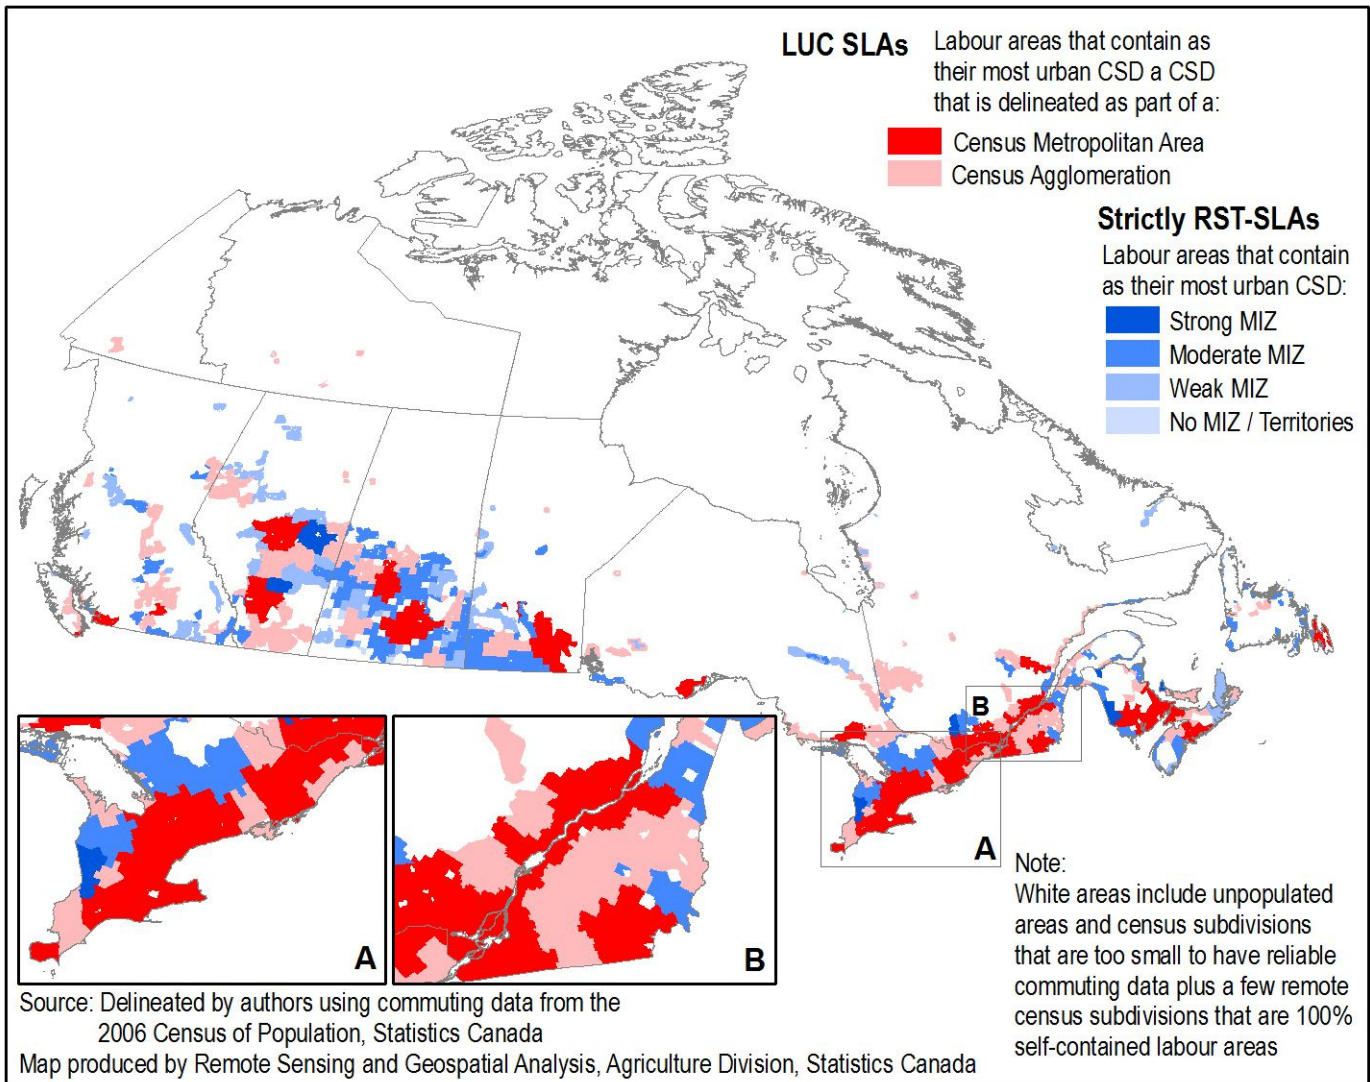 LUC SLAs
Labour areas that contain as
their most urban CSD a CSD
that is delineated as part of a:
Census Metropolitan Area
Census Agglomeration
Strictly RST-SLAs
Labour areas that contain
as their most urban CSD:
Strong MIZ
Moderate MIZ
Weak MIZ
No MIZ / Territories
B
A
A
B
Note:
White areas include unpopulated
areas and census subdivisions
that are too small to have reliable
commuting data plus a few remote
census subdivisions that are 100%
self-contained labour areas
Source: Delineated by authors using commuting data from the
2006 Census of Population, Statistics Canada
Map produced by Remote Sensing and Geospatial Analysis, Agriculture Division, Statistics Canada